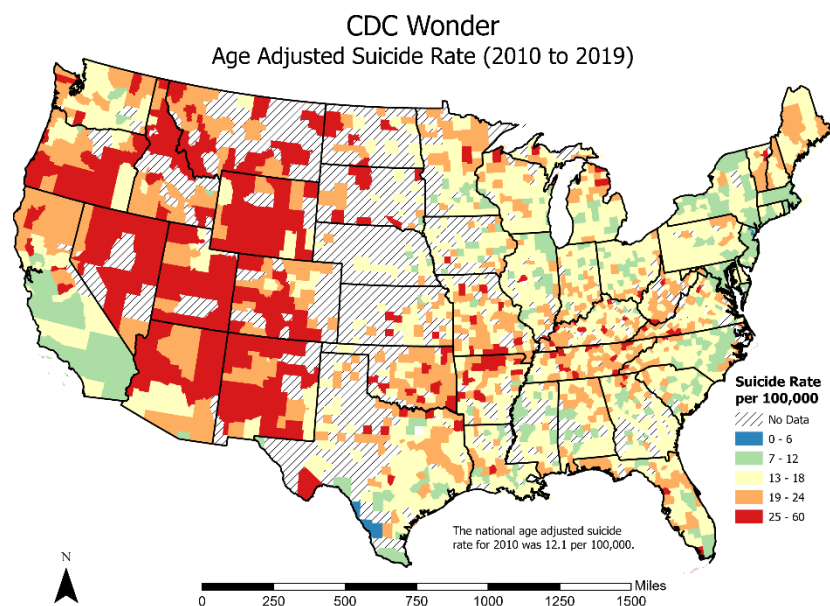 CDC Wonder
Age Adjusted Suicide Rate (2010 to 2019)
Suicide Rate
per 100,000
No Data
0 - 6
7 - 12
13 - 18
19 - 24
25 - 60
The national age adjusted suicide
rate for 2010 was 12.1 per 100,000.
N
Miles
0 250 500 750 1000 1500